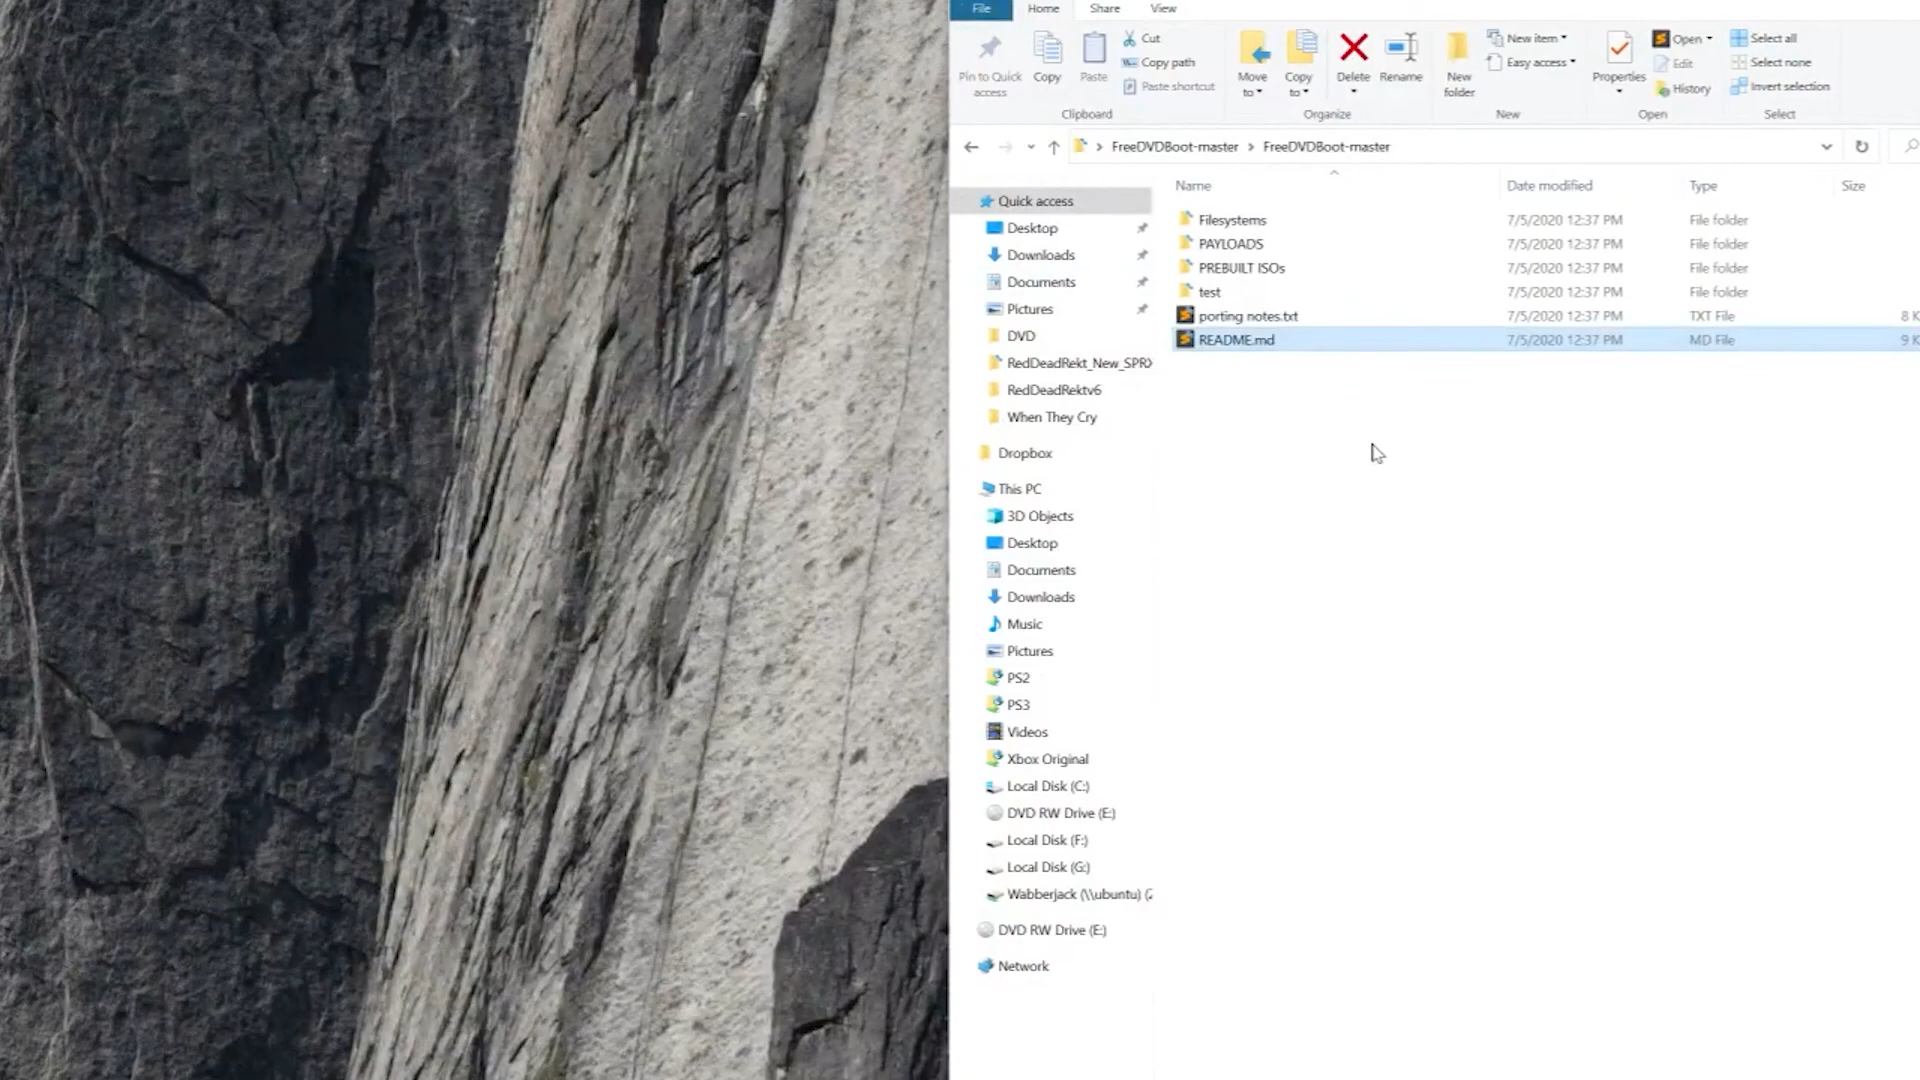 File Home Share View
Pin to Quick access
Copy
Paste
Cut
Copy path
Paste shortcut
Clipboard
Move to
Copy to
Delete
Rename
Organize
New folder
New item
Easy access
New
Properties
Open
Edit
History
Open
Select all
Select none
Invert selection
Select
FreeDVDBoot-master FreeDVDBoot-master
Name Date modified Type Size
Filesystems 7/5/2020 12:37 PM File folder
PAYLOADS 7/5/2020 12:37 PM File folder
PREBUILT ISOs 7/5/2020 12:37 PM File folder
test 7/5/2020 12:37 PM File folder
porting notes.txt 7/5/2020 12:37 PM TXT File 8 K
README.md 7/5/2020 12:37 PM MD File 9 K
Quick access
Desktop
Downloads
Documents
Pictures
DVD
RedDeadRekt_New_SPRX
RedDeadRektv6
When They Cry
Dropbox
This PC
3D Objects
Desktop
Documents
Downloads
Music
Pictures
PS2
PS3
Videos
Xbox Original
Local Disk (C:)
DVD RW Drive (E:)
Local Disk (F:)
Local Disk (G:)
Wabberjack (\\ubuntu)
DVD RW Drive (E:)
Network